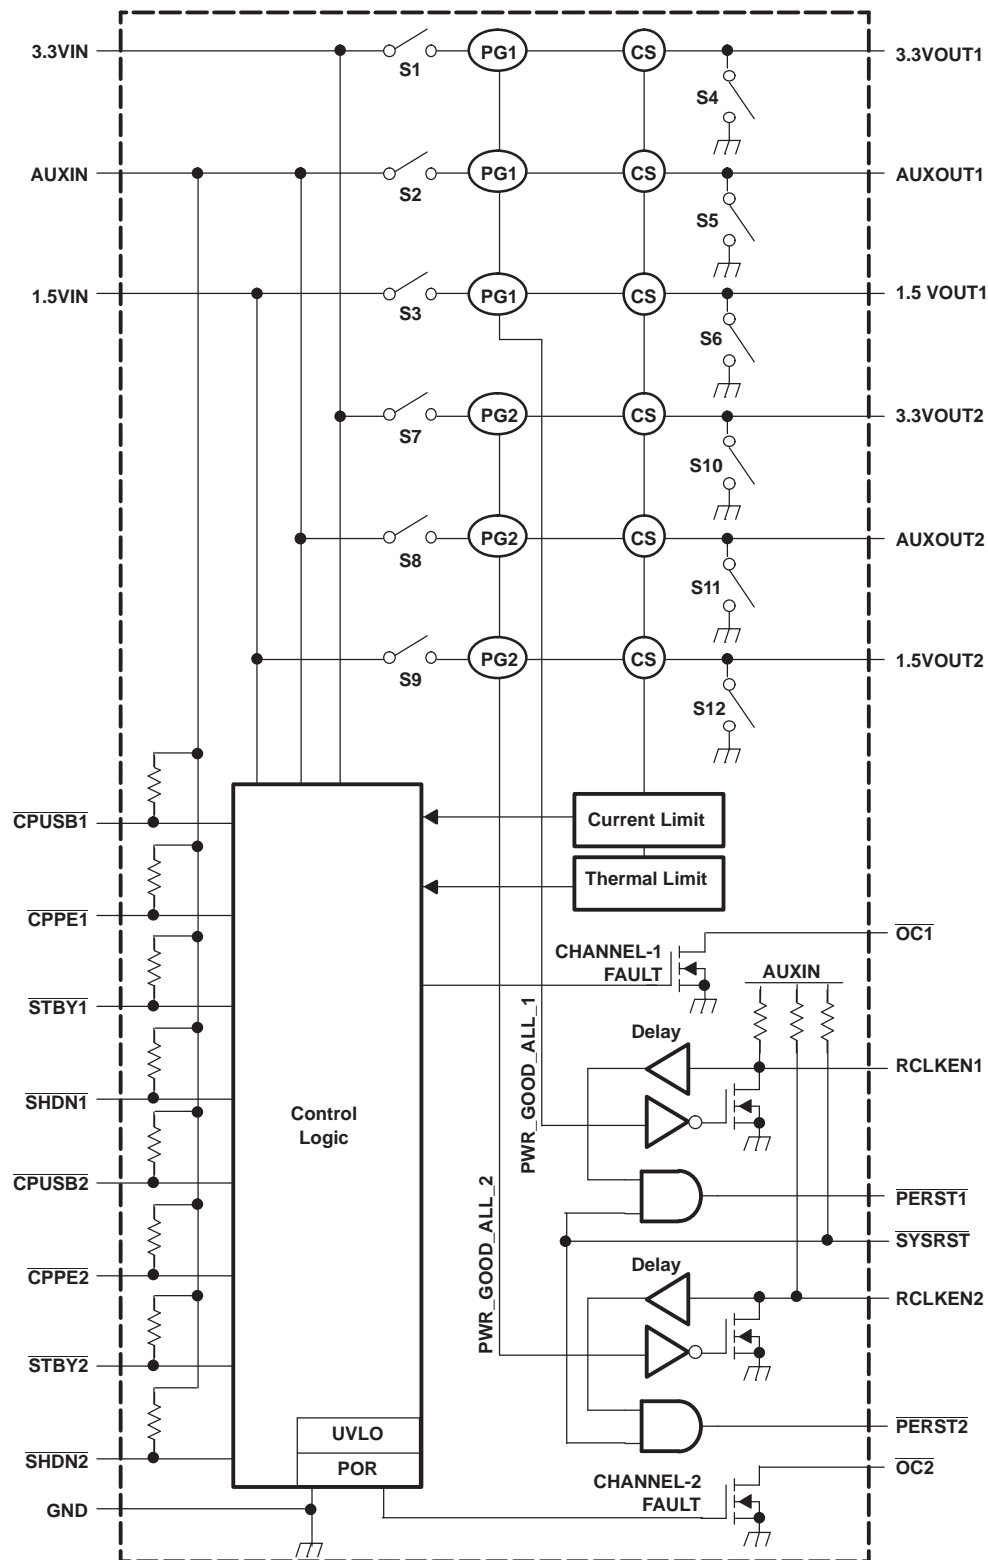 3.3VIN
S1
PG1
CS
3.3VOUT1
S4
AUXIN
S2
PG1
CS
AUXOUT1
S5
1.5VIN
S3
PG1
CS
1.5 VOUT1
S6
S7
PG2
CS
3.3VOUT2
S10
S8
PG2
CS
AUXOUT2
S11
S9
PG2
CS
1.5VOUT2
S12
CPUSB1
CPPE1
STBY1
SHDN1
CPUSB2
CPPE2
STBY2
SHDN2
GND
Control
Logic
UVLO
POR
Current Limit
Thermal Limit
CHANNEL-1
FAULT
OC1
AUXIN
PWR_GOOD_ALL_1
Delay
RCLKEN1
PERST1
SYSRST
PWR_GOOD_ALL_2
Delay
RCLKEN2
PERST2
CHANNEL-2
FAULT
OC2